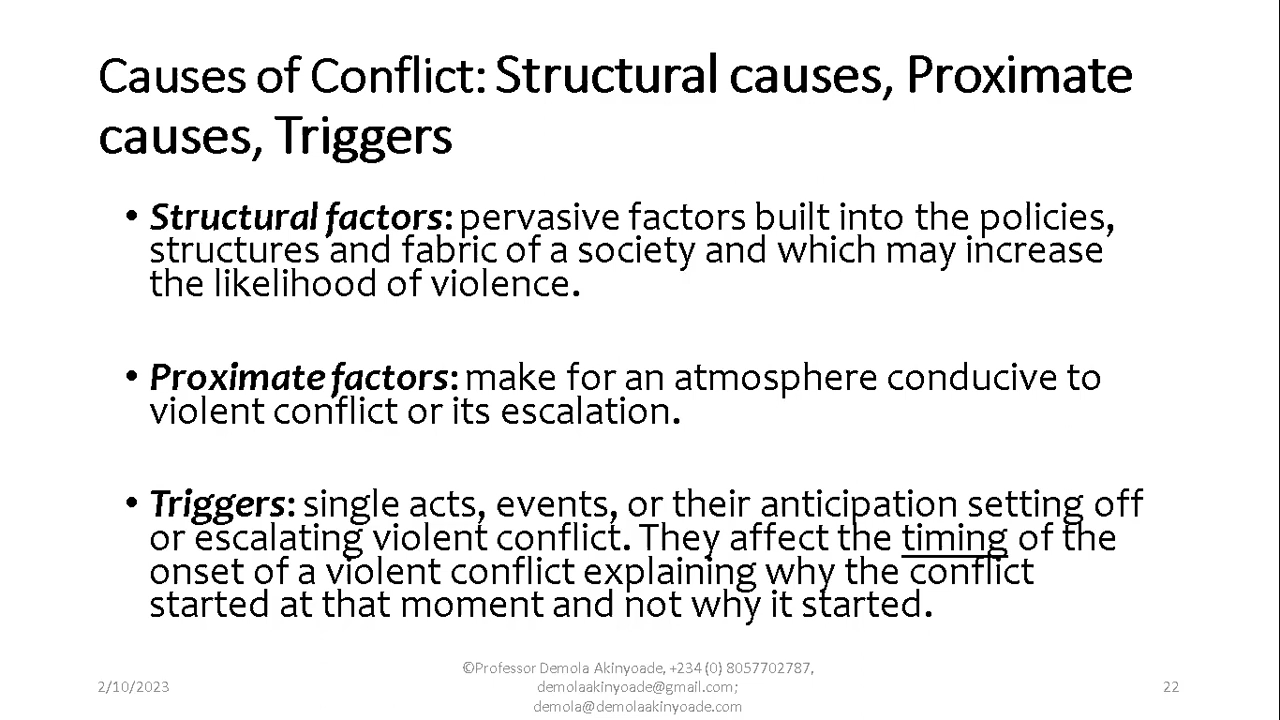 Causes of Conflict: Structural causes, Proximate
causes, Triggers
• Structural factors: pervasive factors built into the policies,
structures and fabric of a society and which may increase
the likelihood of violence.
• Proximate factors: make for an atmosphere conducive to
violent conflict or its escalation.
• Triggers: single acts, events, or their anticipation setting off
or escalating violent conflict. They affect the timing of the
onset of a violent conflict explaining why the conflict
started at that moment and not why it started.
2/10/2023
©Professor Demola Akinyoade, +234 (0) 8057702787,
demolaakinyoade@gmail.com;
demola@demolaakinyoade.com
22